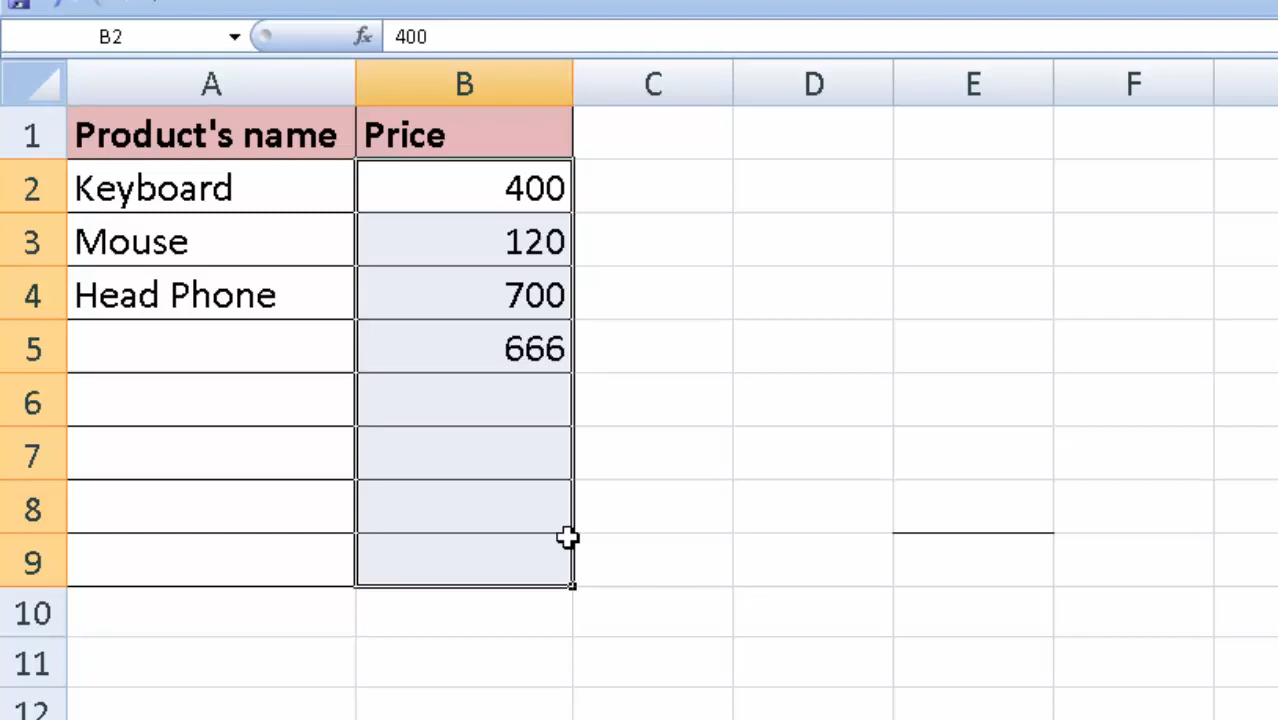 B2 fx 400
A B C D E F
1 Product's name Price
2 Keyboard 400
3 Mouse 120
4 Head Phone 700
5 666
6
7
8
9
10
11
12